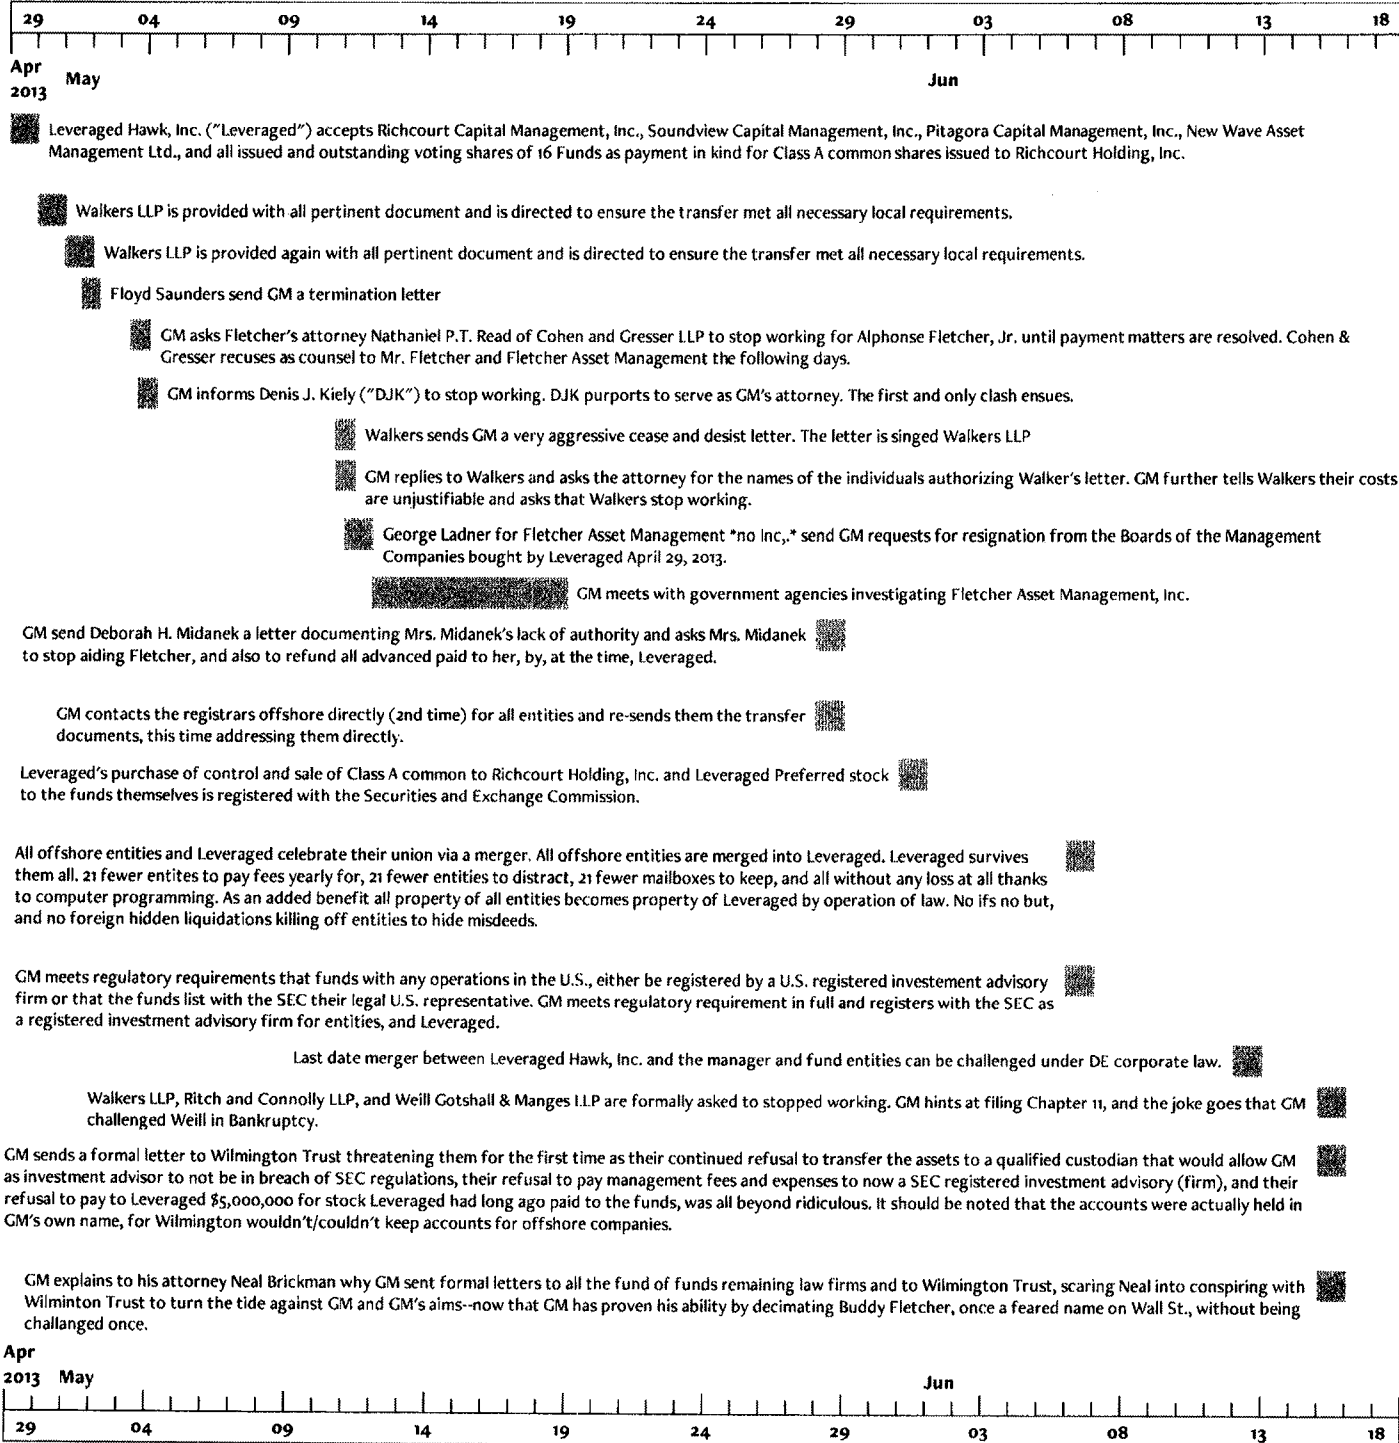 29 04 09 14 19 24 29 03 08 13 18
Apr
2013 May Jun
Leveraged Hawk, Inc. ("Leveraged") accepts Richcourt Capital Management, Inc., Soundview Capital Management, Inc., Pitagora Capital Management, Inc., New Wave Asset
Management Ltd., and all issued and outstanding voting shares of 16 Funds as payment in kind for Class A common shares issued to Richcourt Holding, Inc.
Walkers LLP is provided with all pertinent document and is directed to ensure the transfer met all necessary local requirements.
Walkers LLP is provided again with all pertinent document and is directed to ensure the transfer met all necessary local requirements.
Floyd Saunders send GM a termination letter
GM asks Fletcher's attorney Nathaniel P.T. Read of Cohen and Gresser LLP to stop working for Alphonse Fletcher, Jr. until payment matters are resolved. Cohen &
Gresser recuses as counsel to Mr. Fletcher and Fletcher Asset Management the following days.
GM informs Denis J. Kiely ("DJK") to stop working. DJK purports to serve as GM's attorney. The first and only clash ensues.
Walkers sends GM a very aggressive cease and desist letter. The letter is singed Walkers LLP
GM replies to Walkers and asks the attorney for the names of the individuals authorizing Walker's letter. GM further tells Walkers their costs
are unjustifiable and asks that Walkers stop working.
George Ladner for Fletcher Asset Management *no Inc,.* send GM requests for resignation from the Boards of the Management
Companies bought by Leveraged April 29, 2013.
GM meets with government agencies investigating Fletcher Asset Management, Inc.
GM send Deborah H. Midanek a letter documenting Mrs. Midanek's lack of authority and asks Mrs. Midanek
to stop aiding Fletcher, and also to refund all advanced paid to her, by, at the time, Leveraged.
GM contacts the registrars offshore directly (2nd time) for all entities and re-sends them the transfer
documents, this time addressing them directly.
Leveraged's purchase of control and sale of Class A common to Richcourt Holding, Inc. and Leveraged Preferred stock
to the funds themselves is registered with the Securities and Exchange Commission.
All offshore entities and Leveraged celebrate their union via a merger. All offshore entities are merged into Leveraged. Leveraged survives
them all. 21 fewer entites to pay fees yearly for, 21 fewer entities to distract, 21 fewer mailboxes to keep, and all without any loss at all thanks
to computer programming. As an added benefit all property of all entities becomes property of Leveraged by operation of law. No ifs no but,
and no foreign hidden liquidations killing off entities to hide misdeeds.
GM meets regulatory requirements that funds with any operations in the U.S., either be registered by a U.S. registered investement advisory
firm or that the funds list with the SEC their legal U.S. representative. GM meets regulatory requirement in full and registers with the SEC as
a registered investment advisory firm for entities, and Leveraged.
Last date merger between Leveraged Hawk, Inc. and the manager and fund entities can be challenged under DE corporate law.
Walkers LLP, Ritch and Connolly LLP, and Weill Gotshall & Manges LLP are formally asked to stopped working. GM hints at filing Chapter 11, and the joke goes that GM
challenged Weill in Bankruptcy.
GM sends a formal letter to Wilmington Trust threatening them for the first time as their continued refusal to transfer the assets to a qualified custodian that would allow GM
as investment advisor to not be in breach of SEC regulations, their refusal to pay management fees and expenses to now a SEC registered investment advisory (firm), and their
refusal to pay to Leveraged $5,000,000 for stock Leveraged had long ago paid to the funds, was all beyond ridiculous. It should be noted that the accounts were actually held in
GM's own name, for Wilmington wouldn't/couldn't keep accounts for offshore companies.
GM explains to his attorney Neal Brickman why GM sent formal letters to all the fund of funds remaining law firms and to Wilmington Trust, scaring Neal into conspiring with
Wilminton Trust to turn the tide against GM and GM's aims--now that GM has proven his ability by decimating Buddy Fletcher, once a feared name on Wall St., without being
challanged once.
Apr
2013 May Jun
29 04 09 14 19 24 29 03 08 13 18